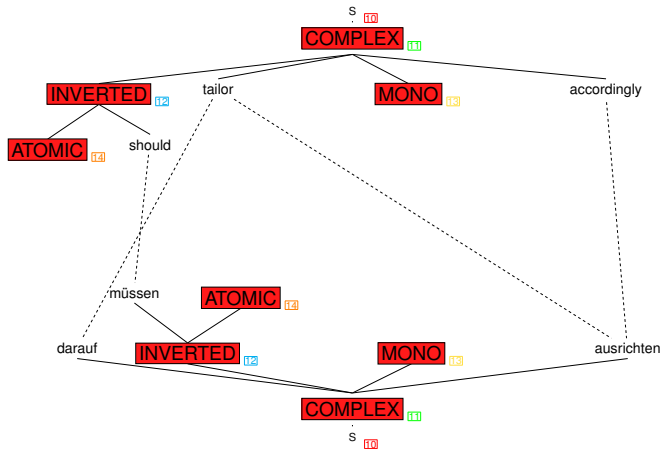 S 10
COMPLEX 11
INVERTED 12 tailor MONO 13 accordingly
ATOMIC 14 should
müssen ATOMIC 14
darauf INVERTED 12 MONO 13 ausrichten
COMPLEX 11
S 10